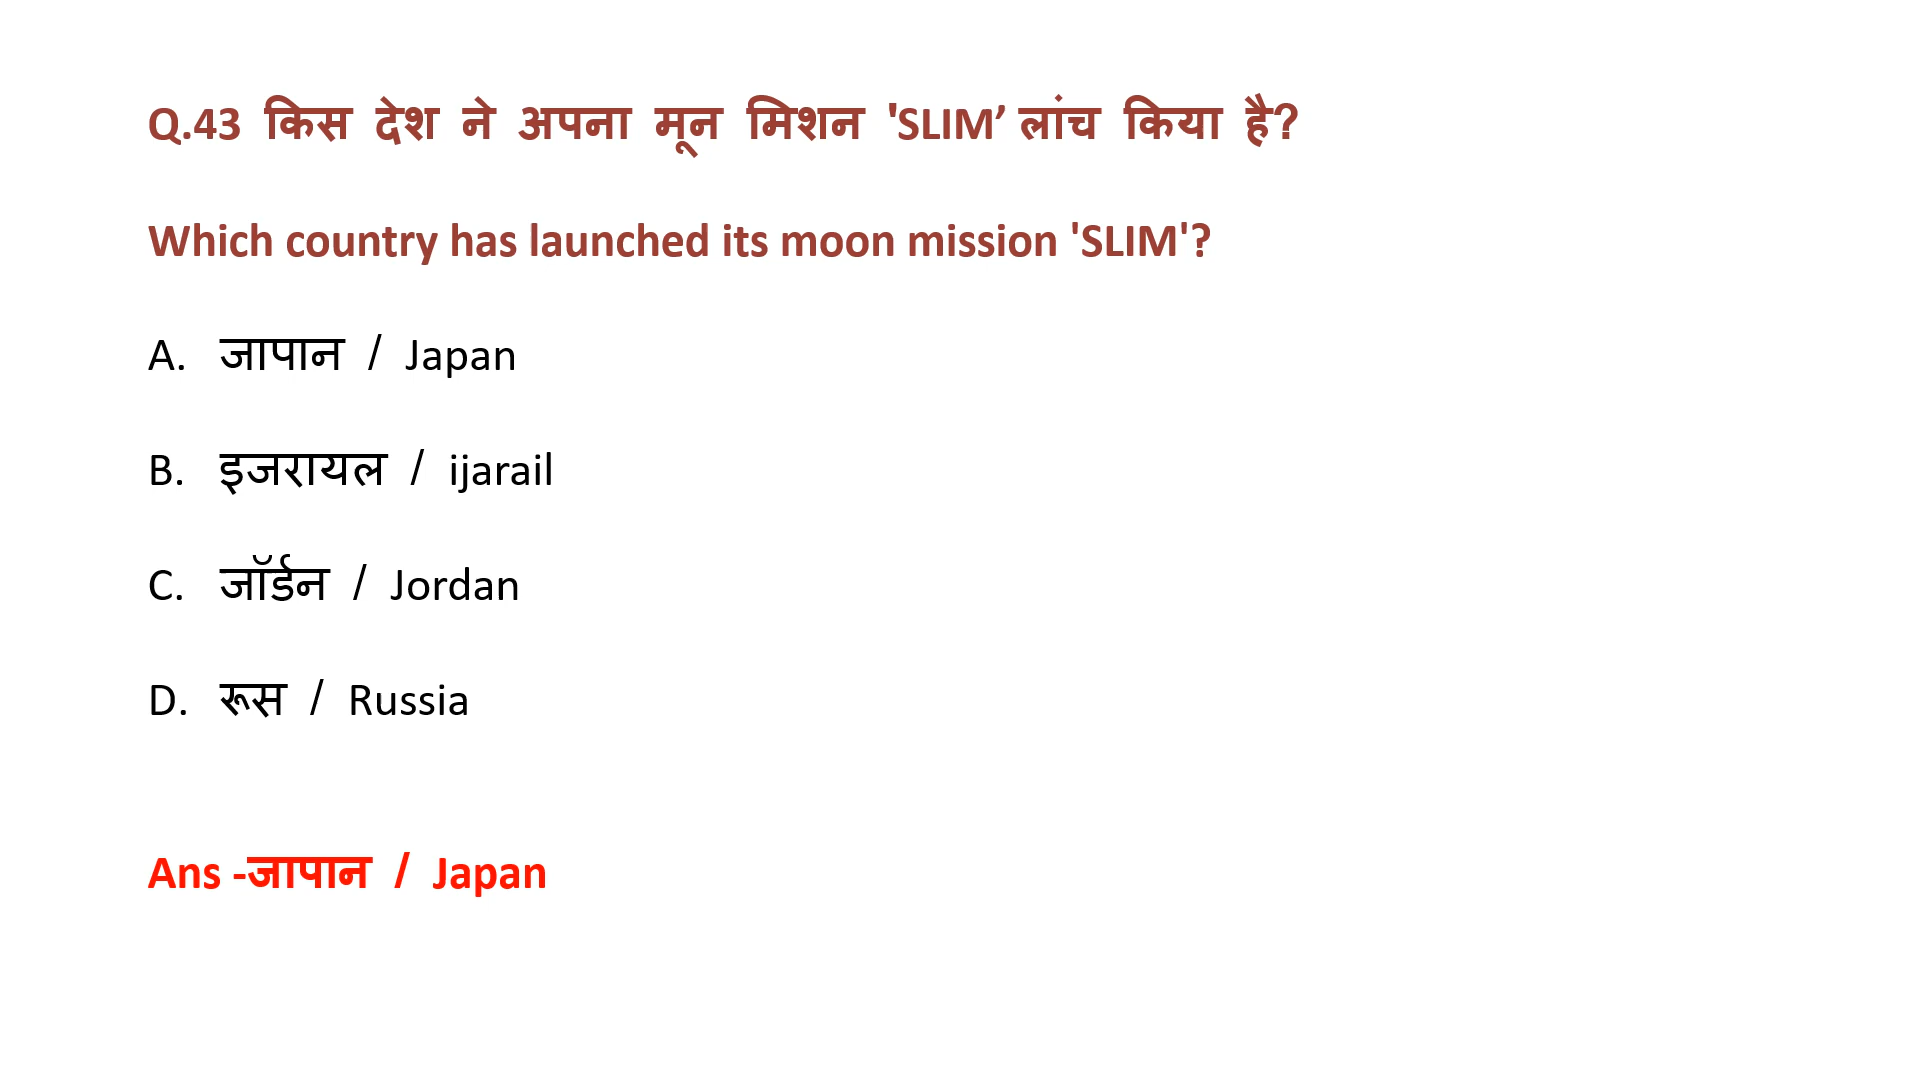 Q.43 किस देश ने अपना मून मिशन 'SLIM’ लांच किया है?
Which country has launched its moon mission 'SLIM'?
A. जापान / Japan
B. इजरायल / ijarail
C. जॉर्डन / Jordan
D. रूस / Russia
Ans -जापान / Japan